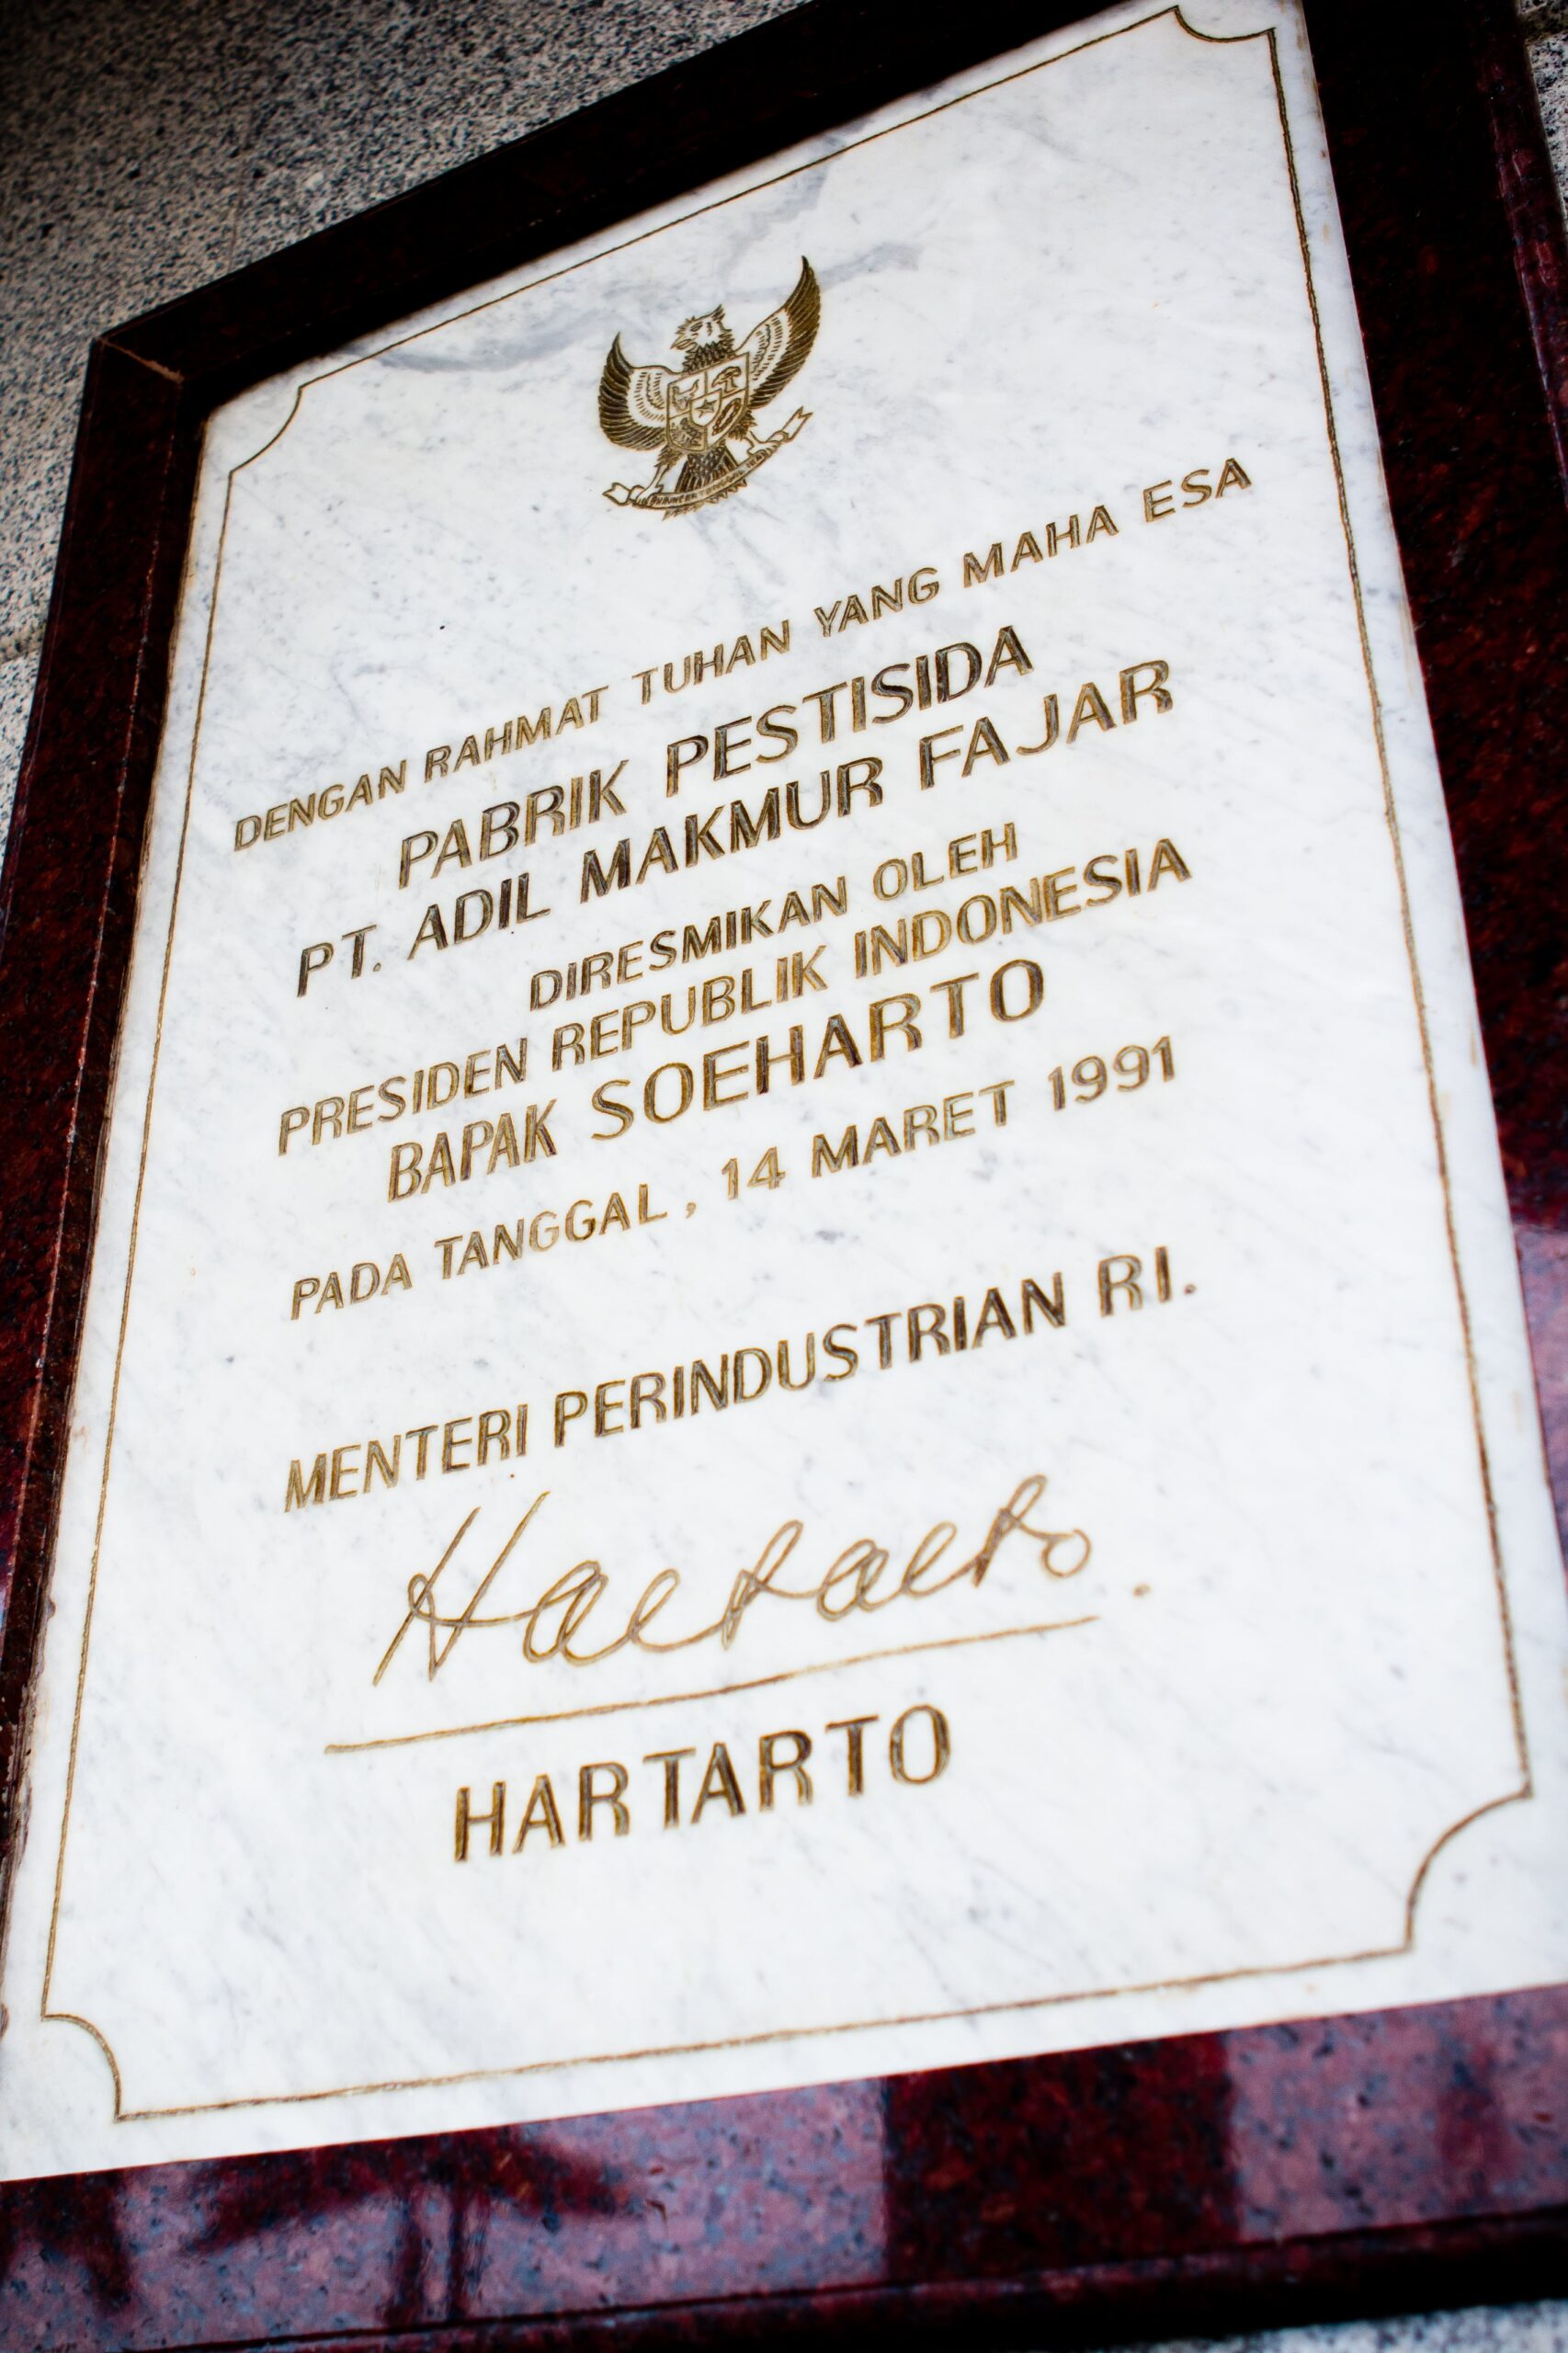 DENGAN RAHMAT TUHAN YANG MAHA ESA
PABRIK PESTISIDA
PT. ADIL MAKMUR FAJAR
DIRESMIKAN OLEH
PRESIDEN REPUBLIK INDONESIA
BAPAK SOEHARTO
PADA TANGGAL, 14 MARET 1991
MENTERI PERINDUSTRIAN RI.
Hartarto.
HARTARTO